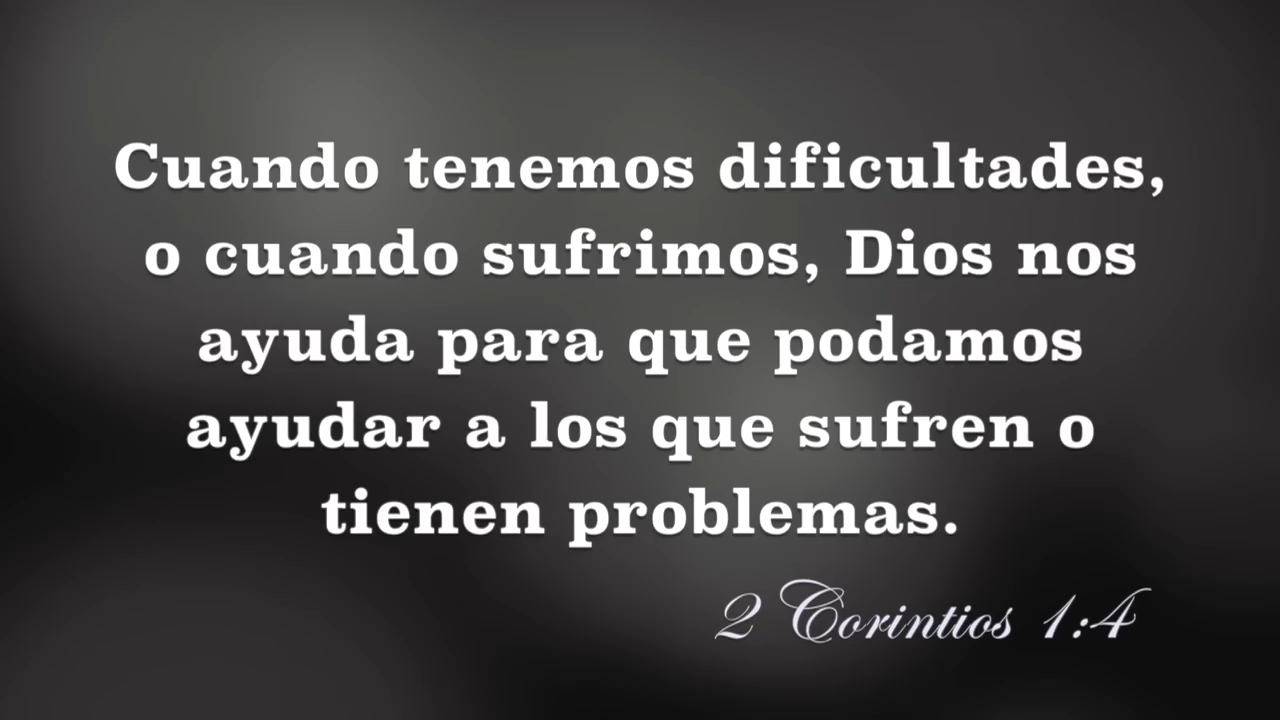 Cuando tenemos dificultades,
o cuando sufrimos, Dios nos
ayuda para que podamos
ayudar a los que sufren o
tienen problemas.
2 Corintios 1:4